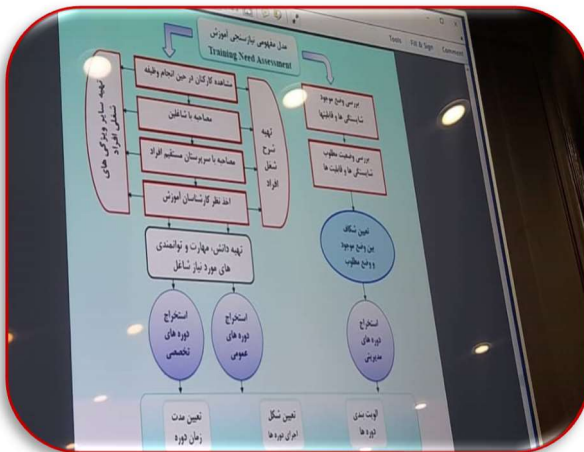 Tools
Fill & Sign
Comment
مدل مفهومی نیازسنجی آموزش
Training Need Assessment
مشاهده کارکنان در حین انجام وظیفه
مصاحبه با شاغلین
مصاحبه با سرپرستان مستقیم افراد
اخذ نظر کارشناسان آموزش
تهیه
شرح
شغل
افراد
تهیه سایر ویژگی های
شغلی افراد
بررسی وضع موجود
شایستگی ها و قابلیتها
بررسی وضعیت مطلوب
شایستگی ها و قابلیت ها
تعیین شکاف
بین وضع موجود
و وضع مطلوب
تهیه دانش، مهارت و توانمندی
های مورد نیاز شاغل
استخراج
دوره های
مدیریتی
استخراج
دوره های
عمومی
استخراج
دوره های
تخصصی
الویت بندی
دوره ها
تعیین شکل
اجرای دوره ها
تعیین مدت
زمان دوره